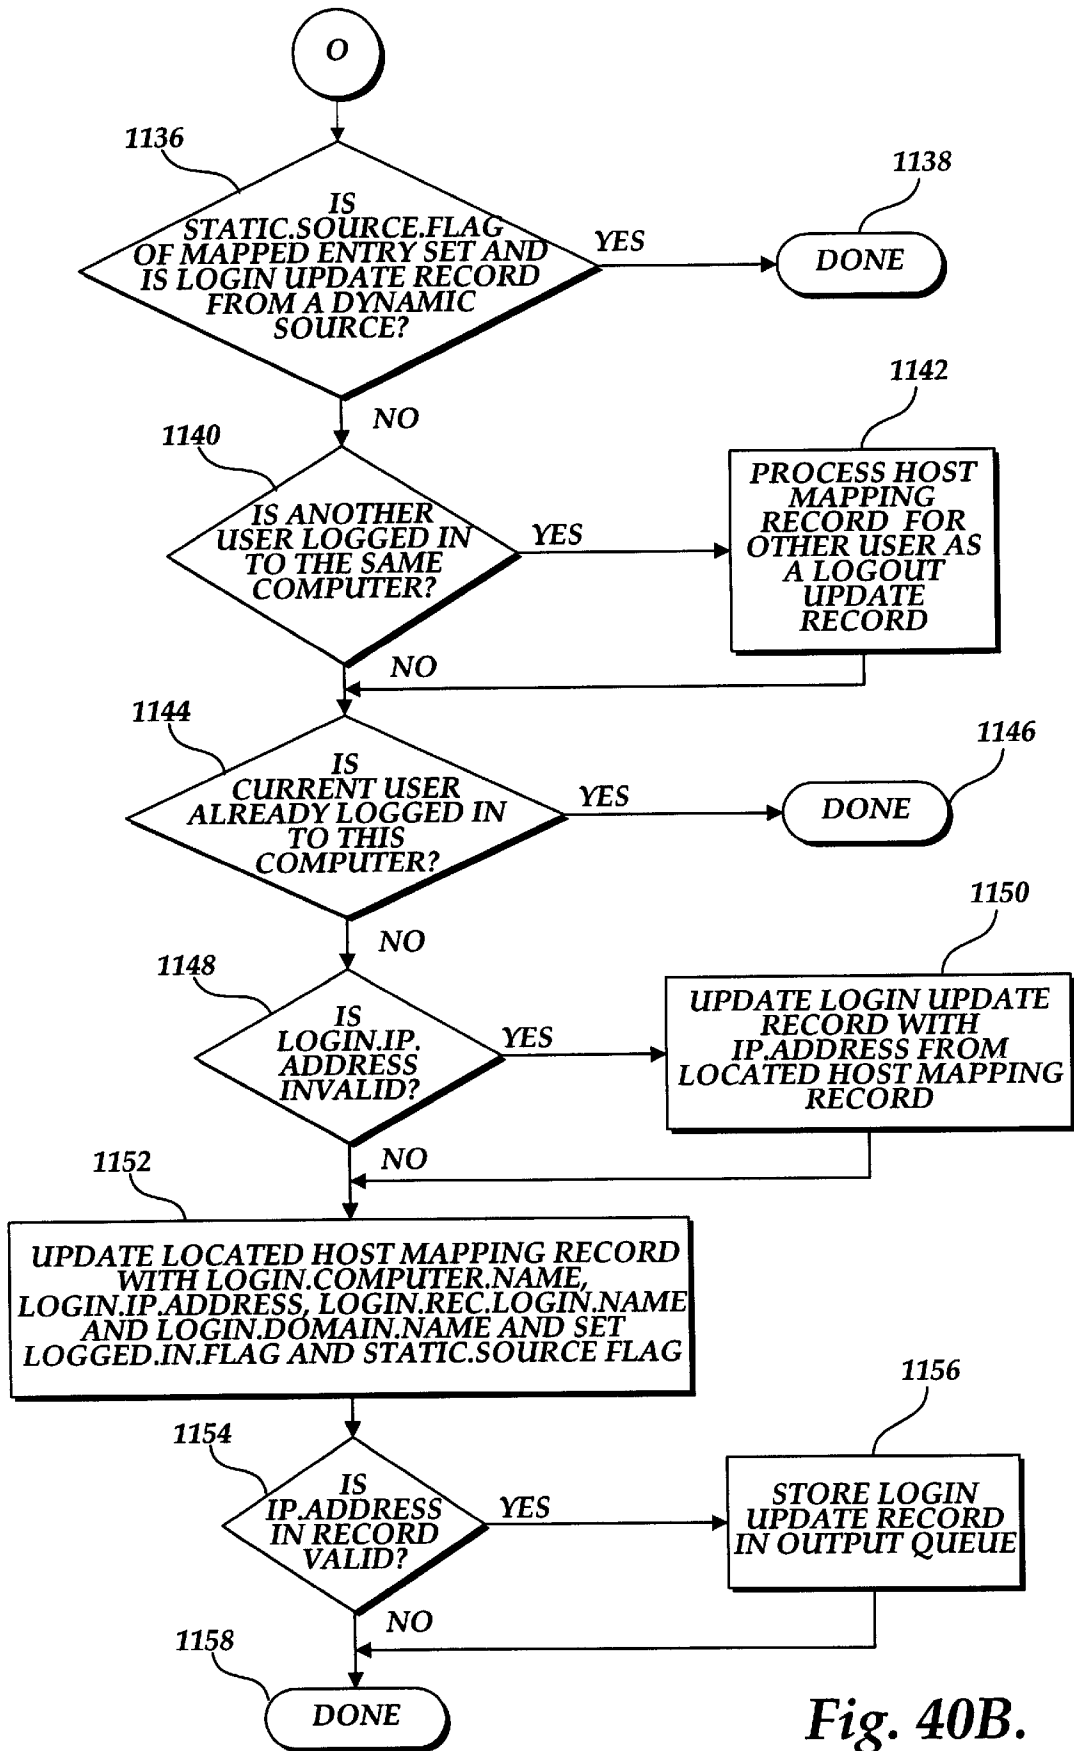 O
1136
IS
STATIC.SOURCE.FLAG
OF MAPPED ENTRY SET AND
IS LOGIN UPDATE RECORD
FROM A DYNAMIC
SOURCE?
YES
1138
DONE
NO
1140
IS ANOTHER
USER LOGGED IN
TO THE SAME
COMPUTER?
YES
1142
PROCESS HOST
MAPPING
RECORD FOR
OTHER USER AS
A LOGOUT
UPDATE
RECORD
NO
1144
IS
CURRENT USER
ALREADY LOGGED IN
TO THIS
COMPUTER?
YES
1146
DONE
NO
1148
IS
LOGIN.IP.
ADDRESS
INVALID?
YES
1150
UPDATE LOGIN UPDATE
RECORD WITH
IP.ADDRESS FROM
LOCATED HOST MAPPING
RECORD
NO
1152
UPDATE LOCATED HOST MAPPING RECORD
WITH LOGIN.COMPUTER.NAME,
LOGIN.IP.ADDRESS, LOGIN.REC.LOGIN.NAME
AND LOGIN.DOMAIN.NAME AND SET
LOGGED.IN.FLAG AND STATIC.SOURCE FLAG
1154
IS
IP.ADDRESS
IN RECORD
VALID?
YES
1156
STORE LOGIN
UPDATE RECORD
IN OUTPUT QUEUE
NO
1158
DONE
Fig. 40B.